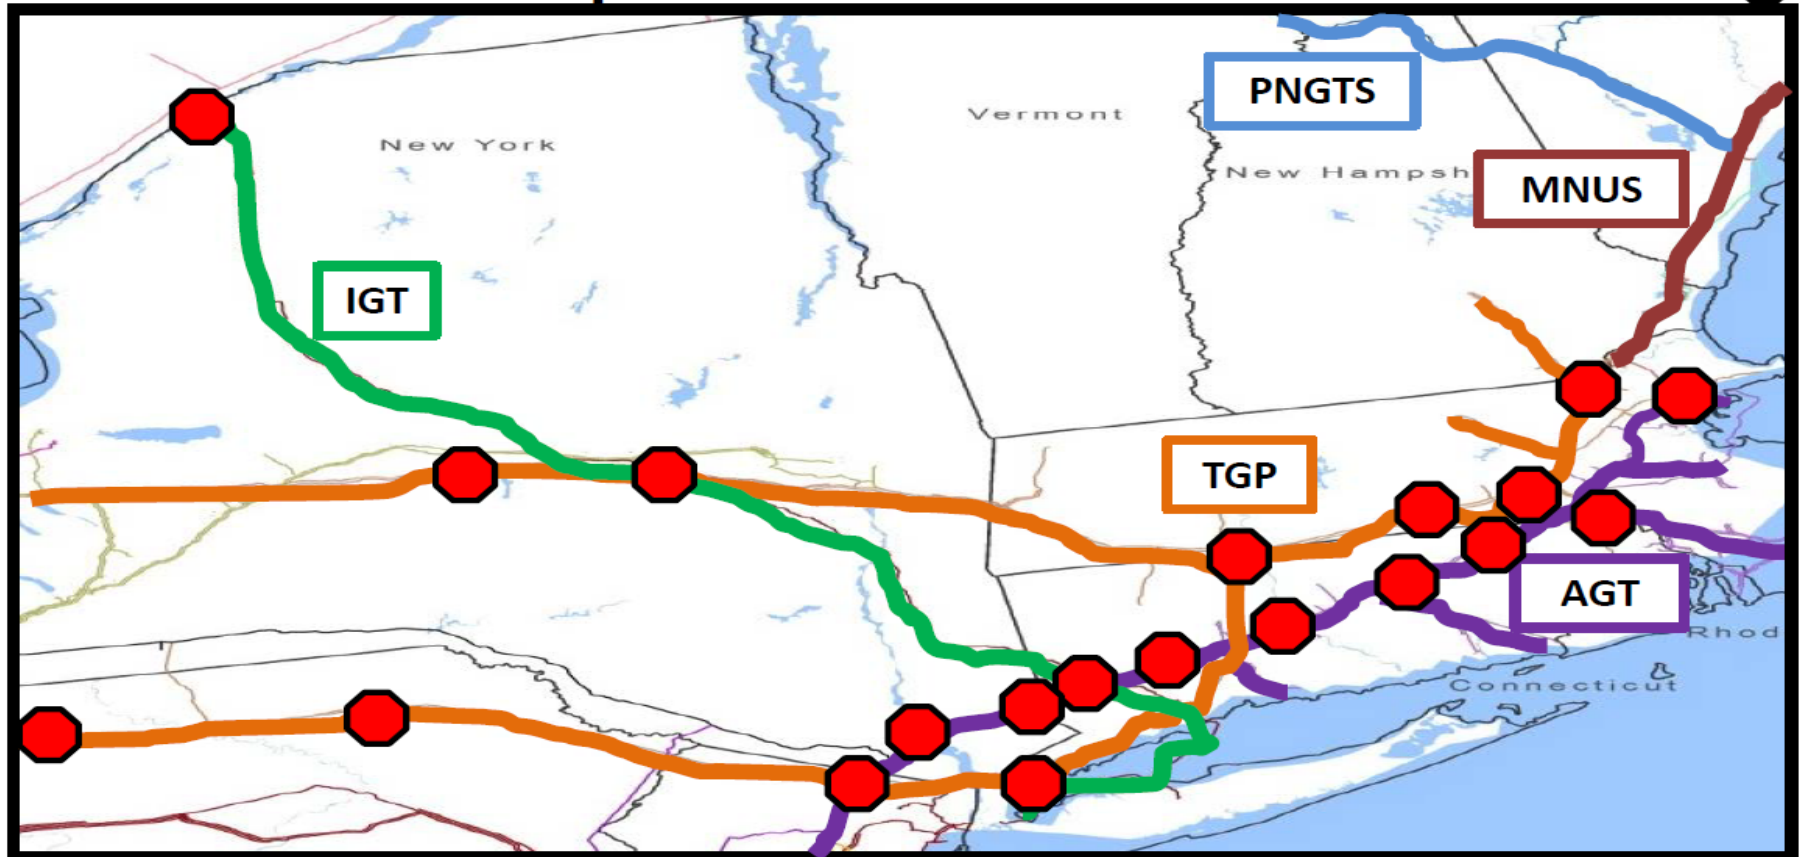 PNGTS
Vermont
New York
New Hampsh
MNUS
IGT
TGP
AGT
Rhod
Connecticut